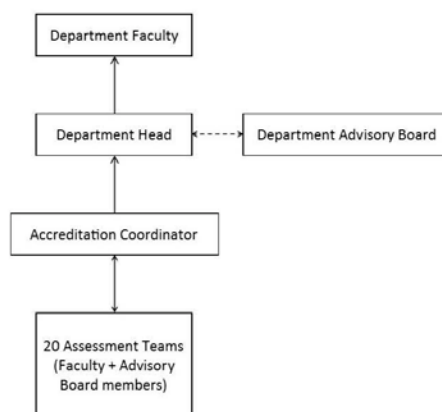 Department Faculty
Department Head
Department Advisory Board
Accreditation Coordinator
20 Assessment Teams
(Faculty + Advisory
Board members)